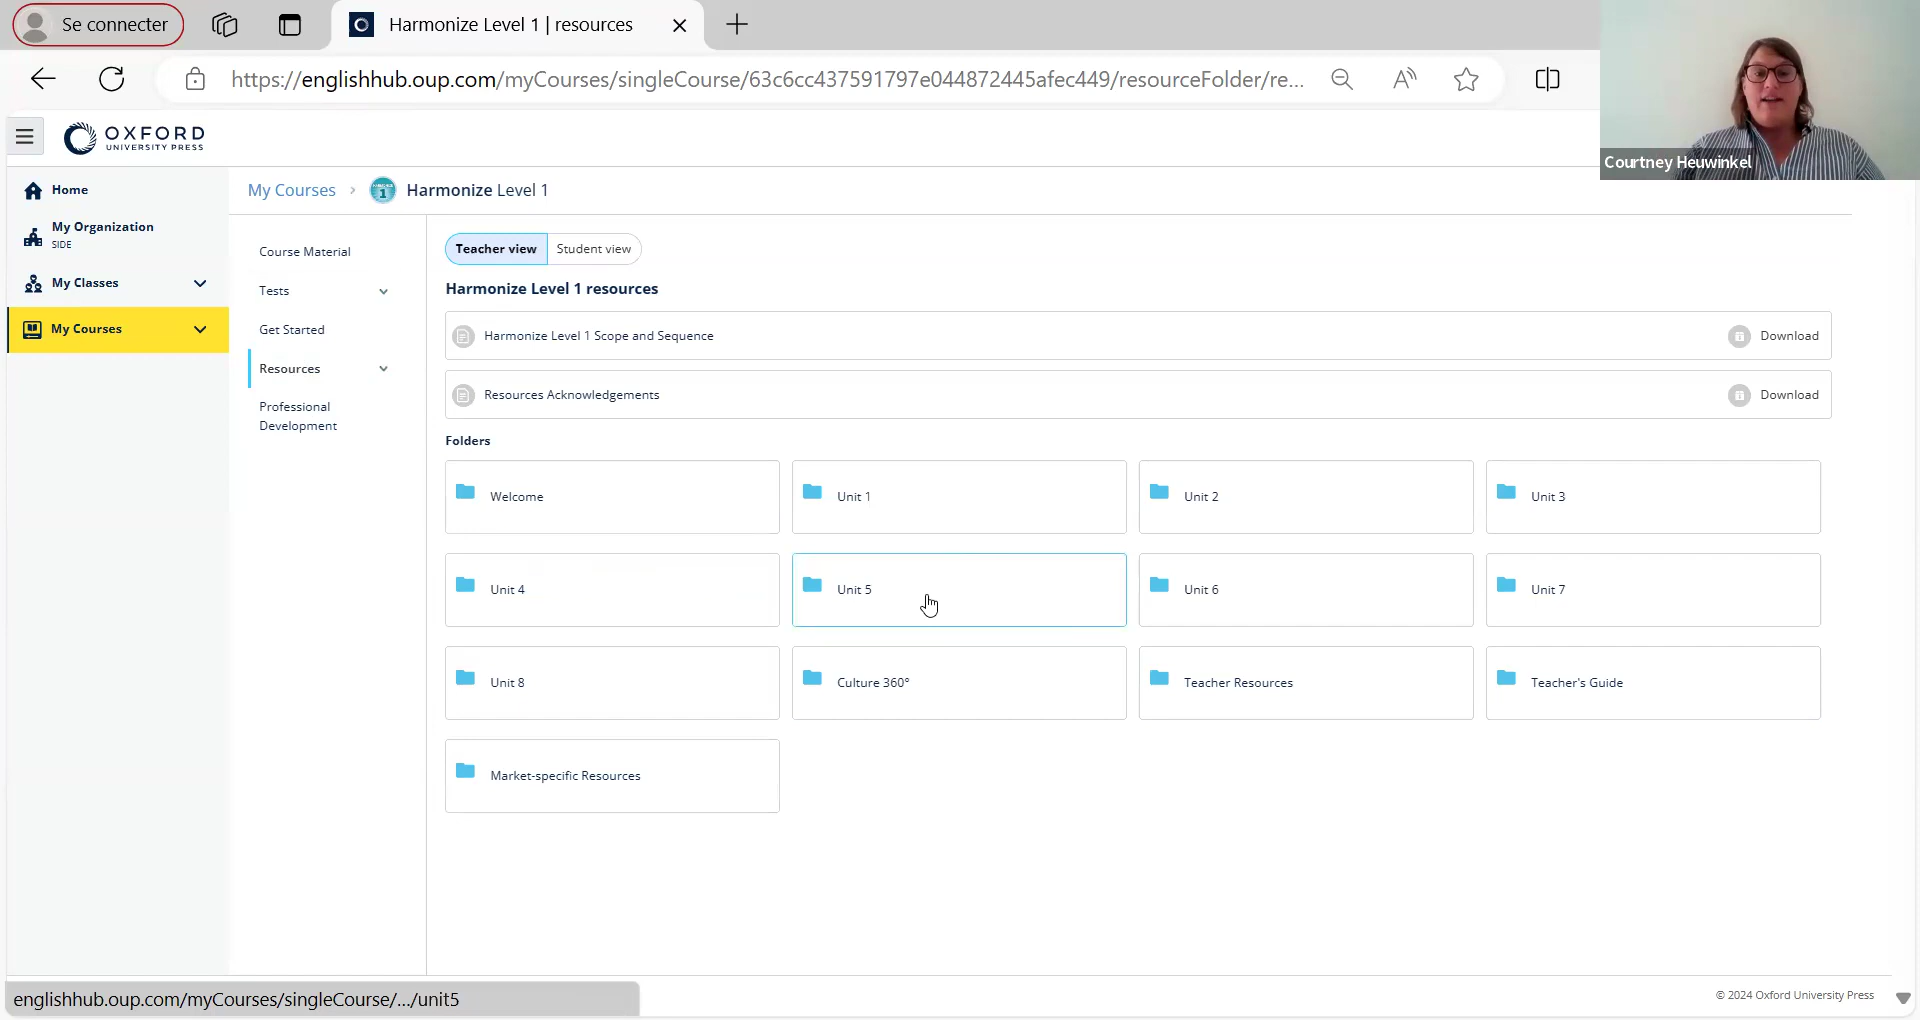 Se connecter
Harmonize Level 1 | resources
https://englishhub.oup.com/myCourses/singleCourse/63c6cc437591797e044872445afec449/resourceFolder/re...
Courtney Heuwinkel
OXFORD
UNIVERSITY PRESS
Home
My Organization
SIDE
My Classes
My Courses
My Courses > 1 Harmonize Level 1
Course Material
Tests
Get Started
Resources
Professional
Development
Teacher view Student view
Harmonize Level 1 resources
Harmonize Level 1 Scope and Sequence Download
Resources Acknowledgements Download
Folders
Welcome Unit 1 Unit 2 Unit 3
Unit 4 Unit 5 Unit 6 Unit 7
Unit 8 Culture 360° Teacher Resources Teacher's Guide
Market-specific Resources
englishhub.oup.com/myCourses/singleCourse/.../unit5
© 2024 Oxford University Press